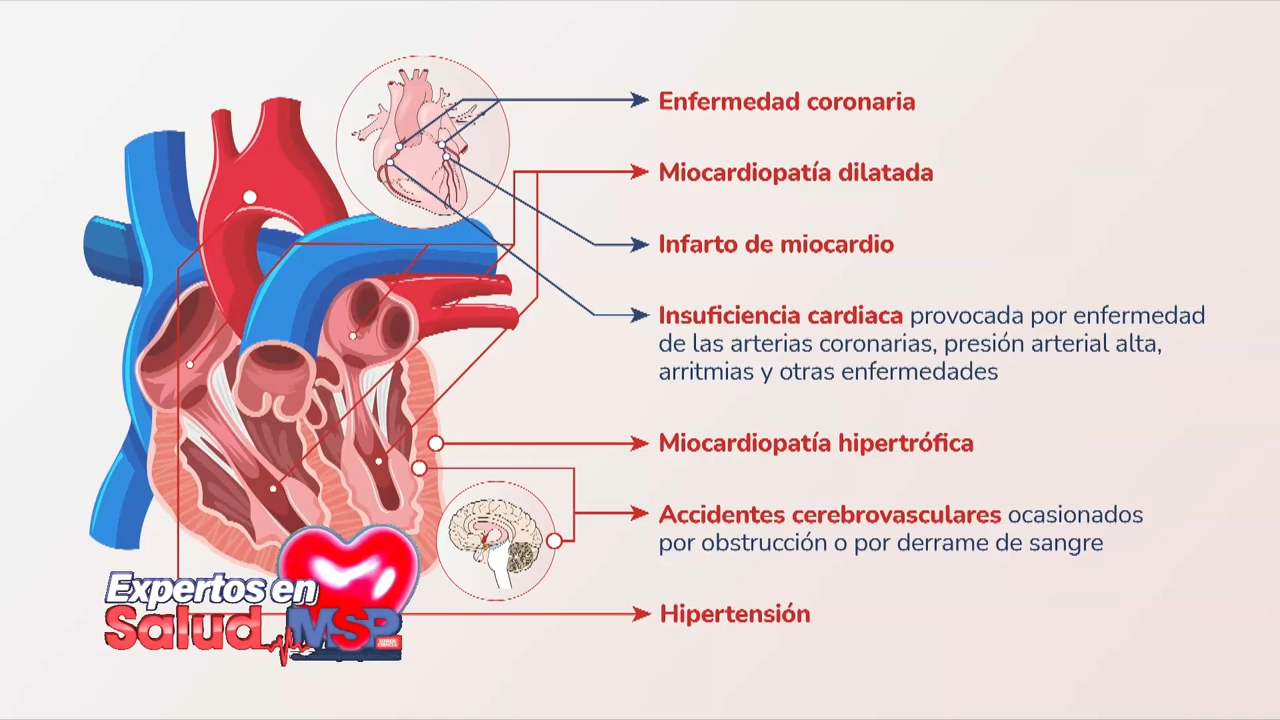 Enfermedad coronaria
Miocardiopatía dilatada
Infarto de miocardio
Insuficiencia cardiaca provocada por enfermedad
de las arterias coronarias, presión arterial alta,
arritmias y otras enfermedades
Miocardiopatía hipertrófica
Accidentes cerebrovasculares ocasionados
por obstrucción o por derrame de sangre
Hipertensión
Expertos en
Salud MSP